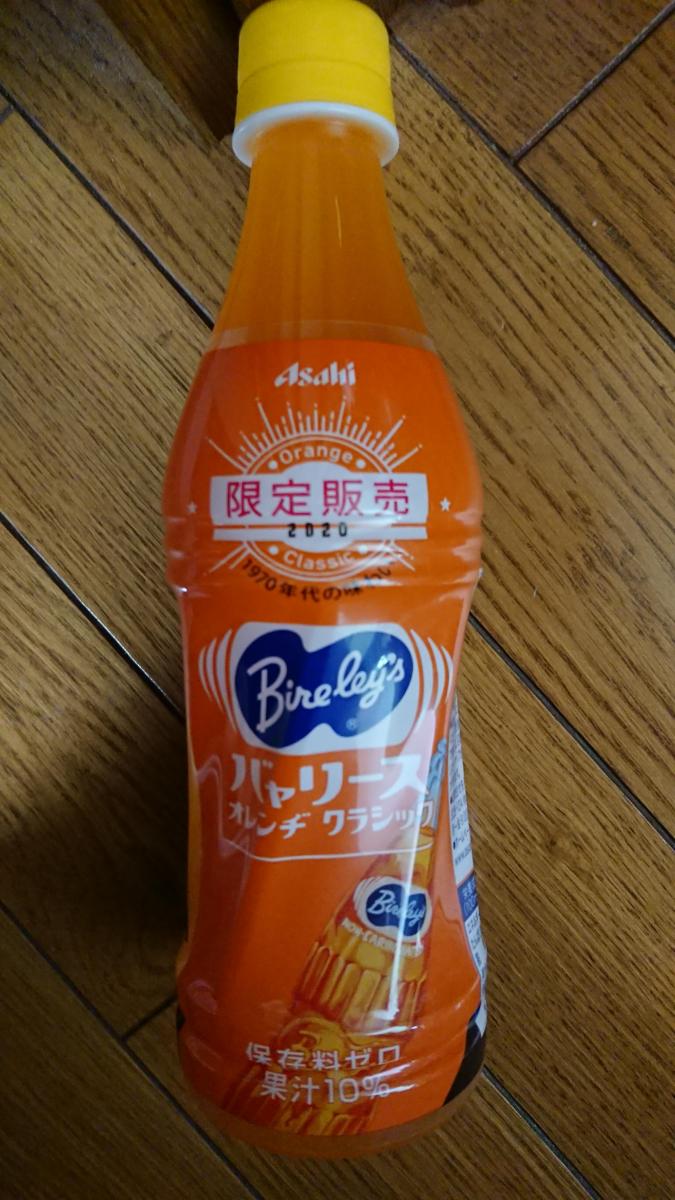 Asahi
Orange
限定販売
2020
Classic
1970年代の味わい
Bireley's
®
バヤリース
オレンヂ クラシック
Bireley's
NON-CARBONATED
保存料ゼロ
果汁10%